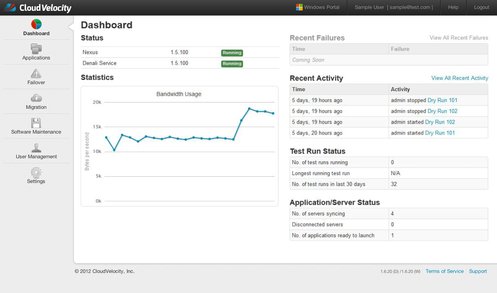 CloudVelocity
Windows Portal
Sample User [ sample@test.com ]
Help
Logout
Dashboard
Applications
Failover
Migration
Software Maintenance
User Management
Settings
Dashboard
Status
Nexus 1.5.100 Running
Denali Service 1.5.100 Running
Statistics
Bandwidth Usage
Bytes per second
20k
15k
10k
5k
0k
Recent Failures View All Recent Failures
Time Failure
Coming Soon
Recent Activity View All Recent Activity
Time Activity
5 days, 19 hours ago admin stopped Dry Run 101
5 days, 19 hours ago admin stopped Dry Run 102
5 days, 19 hours ago admin started Dry Run 102
5 days, 20 hours ago admin started Dry Run 101
Test Run Status
No. of test runs running 0
Longest running test run N/A
No. of test runs in last 30 days 32
Application/Server Status
No. of servers syncing 4
Disconnected servers 0
No. of applications ready to launch 1
© 2012 CloudVelocity, Inc.
Terms of Service
Support